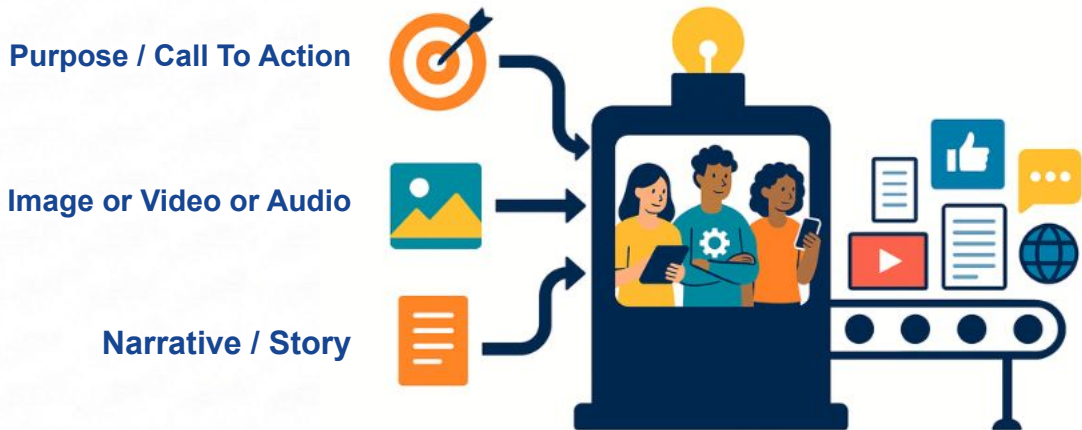 Purpose / Call To Action
Image or Video or Audio
Narrative / Story